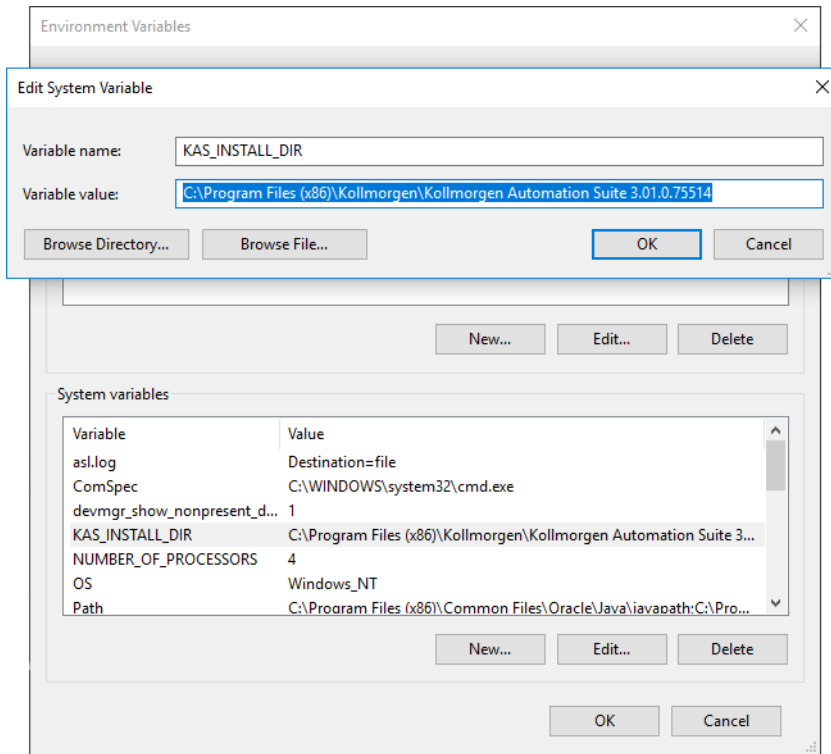 Environment Variables
Edit System Variable
Variable name: KAS_INSTALL_DIR
Variable value: C:\Program Files (x86)\Kollmorgen\Kollmorgen Automation Suite 3.01.0.75514
Browse Directory... Browse File... OK Cancel
New... Edit... Delete
System variables
Variable Value
asl.log Destination=file
ComSpec C:\WINDOWS\system32\cmd.exe
devmgr_show_nonpresent_d... 1
KAS_INSTALL_DIR C:\Program Files (x86)\Kollmorgen\Kollmorgen Automation Suite 3...
NUMBER_OF_PROCESSORS 4
OS Windows_NT
Path C:\Program Files (x86)\Common Files\Oracle\Java\javapath;C:\Pro...
New... Edit... Delete
OK Cancel